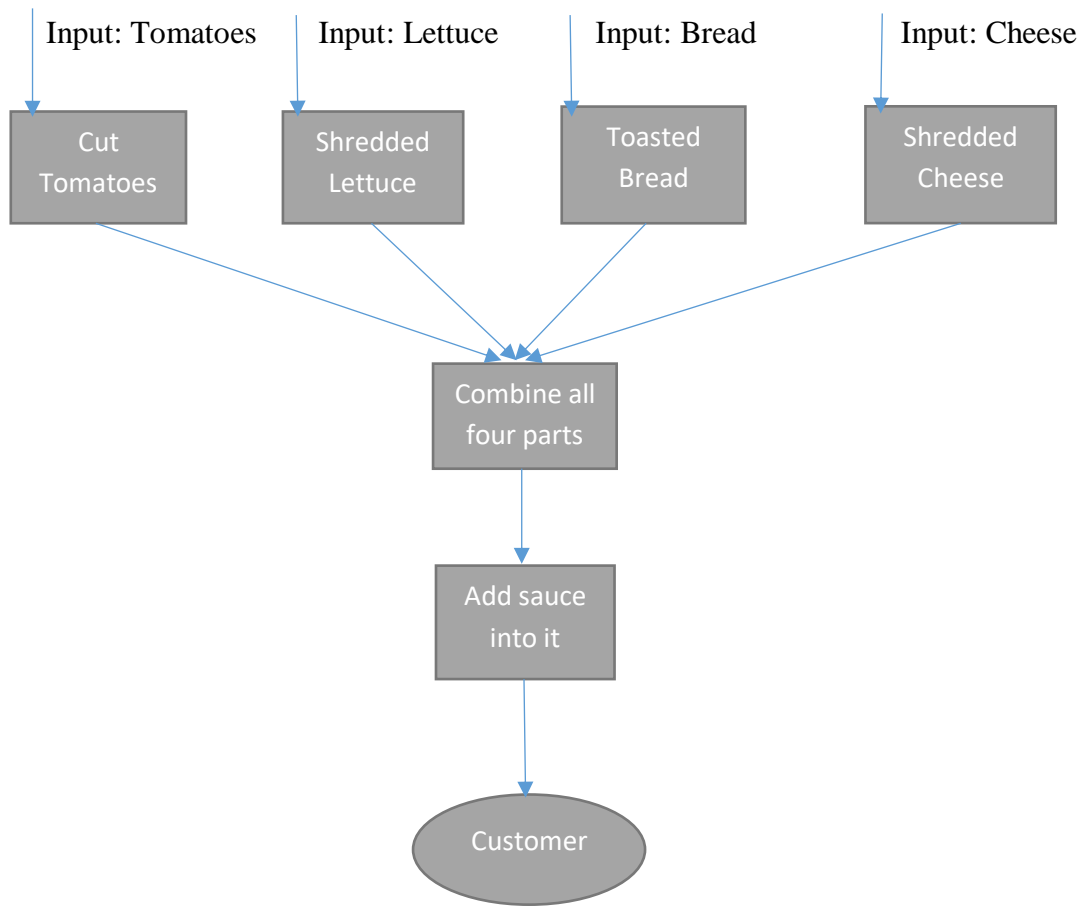 Input: Tomatoes
Input: Lettuce
Input: Bread
Input: Cheese
Cut
Tomatoes
Shredded
Lettuce
Toasted
Bread
Shredded
Cheese
Combine all
four parts
Add sauce
into it
Customer